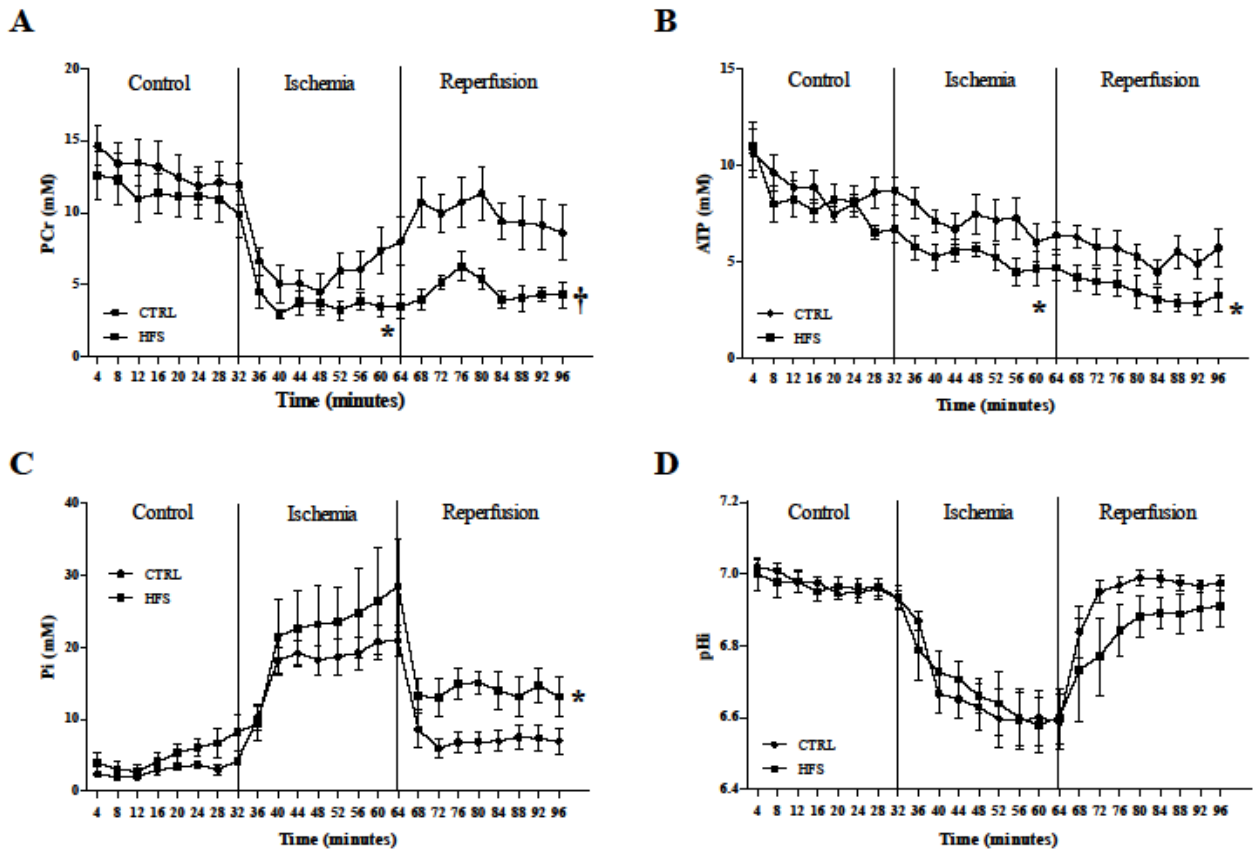 A
PCr (mM)
20
15
10
5
0
Control Ischemia Reperfusion
CTRL
HFS
*
†
4 8 12 16 20 24 28 32 36 40 44 48 52 56 60 64 68 72 76 80 84 88 92 96
Time (minutes)
B
ATP (mM)
15
10
5
0
Control Ischemia Reperfusion
CTRL
HFS
*
*
4 8 12 16 20 24 28 32 36 40 44 48 52 56 60 64 68 72 76 80 84 88 92 96
Time (minutes)
C
Pi (mM)
40
30
20
10
0
Control Ischemia Reperfusion
CTRL
HFS
*
4 8 12 16 20 24 28 32 36 40 44 48 52 56 60 64 68 72 76 80 84 88 92 96
Time (minutes)
D
pHi
7.2
7.0
6.8
6.6
6.4
Control Ischemia Reperfusion
CTRL
HFS
4 8 12 16 20 24 28 32 36 40 44 48 52 56 60 64 68 72 76 80 84 88 92 96
Time (minutes)